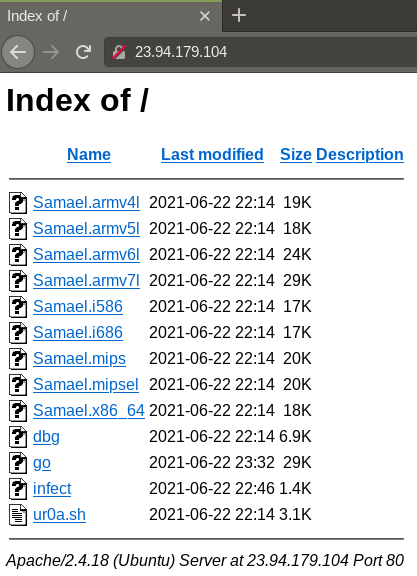 Index of /
23.94.179.104
Index of /
Name Last modified Size Description
Samael.armv4l 2021-06-22 22:14 19K
Samael.armv5l 2021-06-22 22:14 18K
Samael.armv6l 2021-06-22 22:14 24K
Samael.armv7l 2021-06-22 22:14 29K
Samael.i586 2021-06-22 22:14 17K
Samael.i686 2021-06-22 22:14 17K
Samael.mips 2021-06-22 22:14 20K
Samael.mipsel 2021-06-22 22:14 20K
Samael.x86_64 2021-06-22 22:14 18K
dbg 2021-06-22 22:14 6.9K
go 2021-06-22 23:32 29K
infect 2021-06-22 22:46 1.4K
ur0a.sh 2021-06-22 22:14 3.1K
Apache/2.4.18 (Ubuntu) Server at 23.94.179.104 Port 80